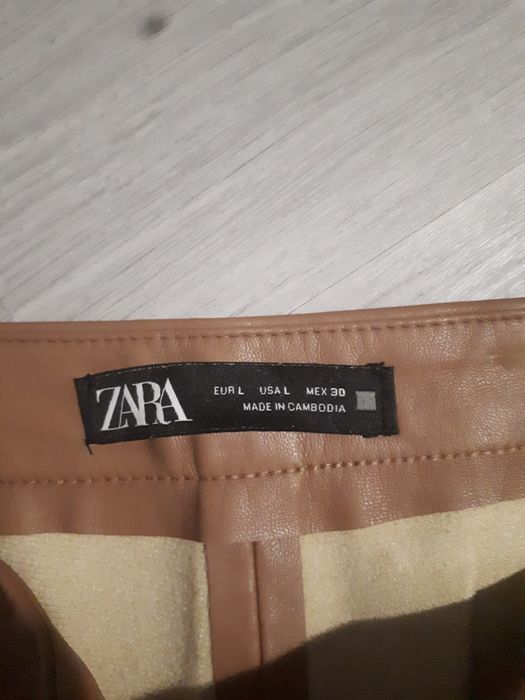 ZARA
EUR L USA L MEX 30
MADE IN CAMBODIA